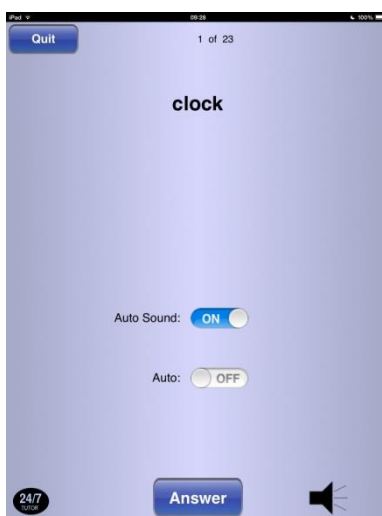 iPad 09:28 100%
Quit 1 of 23
clock
Auto Sound: ON
Auto: OFF
24/7
TUTOR
Answer